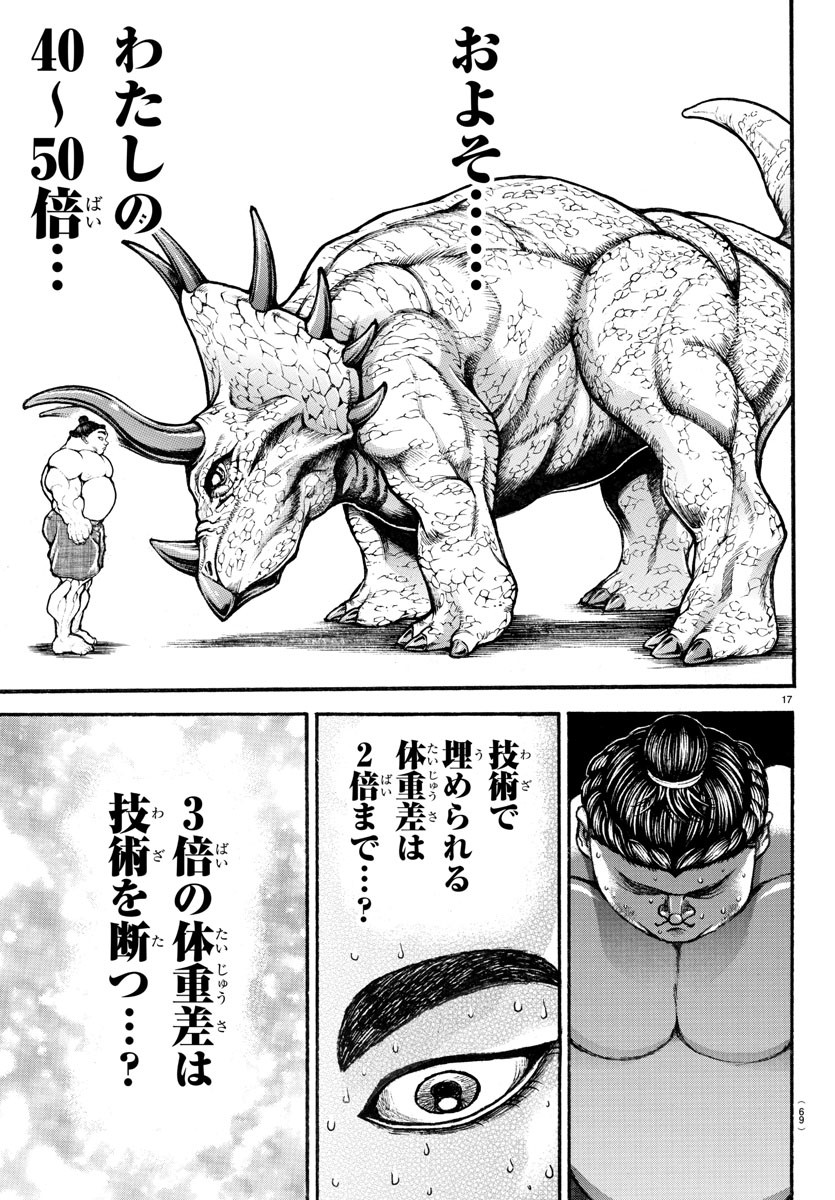 およそ……
わたしの
40〜50倍…
17
技術で
埋められる
体重差は
2倍まで…?
3倍の体重差は
技術を断つ…?
(69)